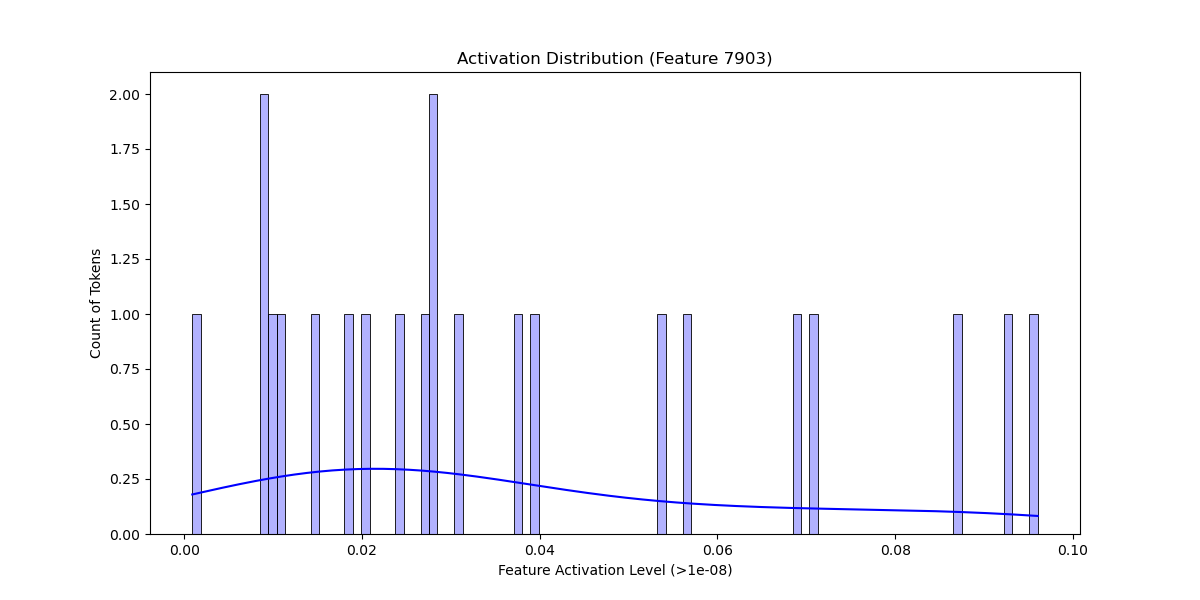 Activation Distribution (Feature 7903)
Count of Tokens
2.00
1.75
1.50
1.25
1.00
0.75
0.50
0.25
0.00
0.00 0.02 0.04 0.06 0.08 0.10
Feature Activation Level (>1e-08)